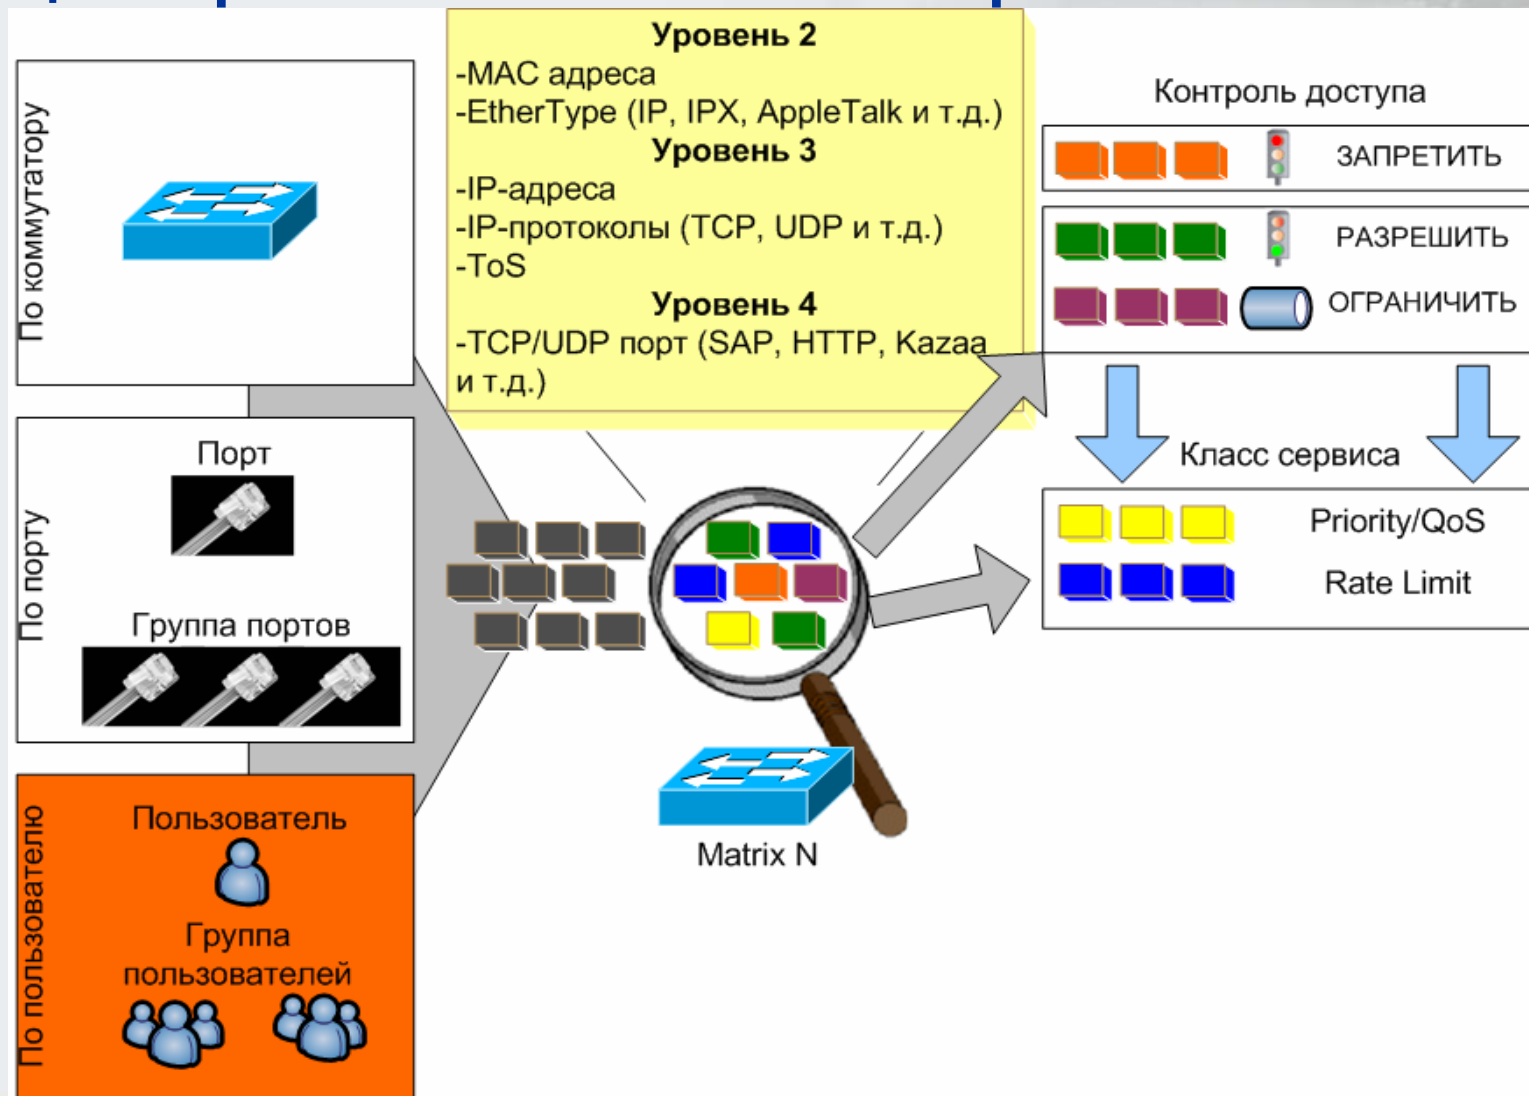 По коммутатору
По порту
Порт
Группа портов
По пользователю
Пользователь
Группа
пользователей
Уровень 2
-MAC адреса
-EtherType (IP, IPX, AppleTalk и т.д.)
Уровень 3
-IP-адреса
-IP-протоколы (TCP, UDP и т.д.)
-ToS
Уровень 4
-TCP/UDP порт (SAP, HTTP, Kazaa
и т.д.)
Matrix N
Контроль доступа
ЗАПРЕТИТЬ
РАЗРЕШИТЬ
ОГРАНИЧИТЬ
Класс сервиса
Priority/QoS
Rate Limit